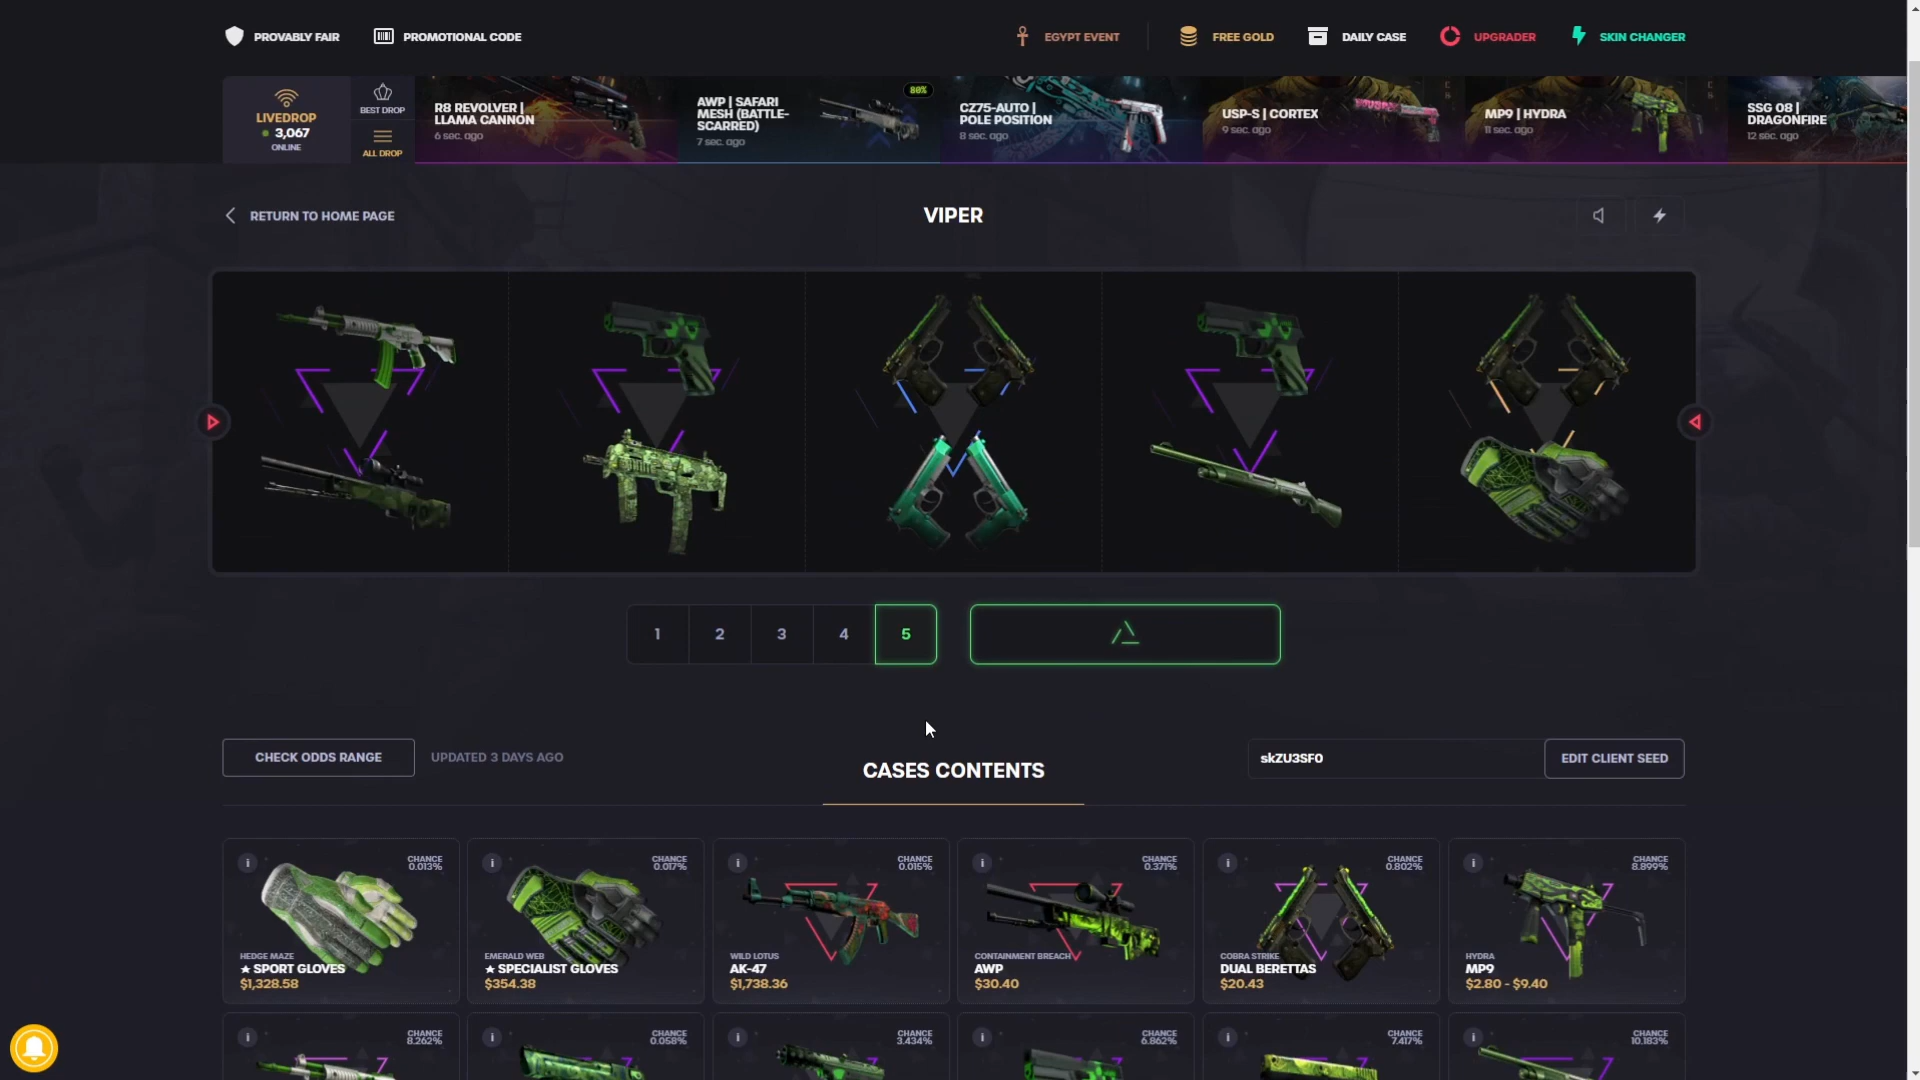 PROVABLY FAIR
PROMOTIONAL CODE
EGYPT EVENT
FREE GOLD
DAILY CASE
UPGRADER
SKIN CHANGER
LIVEDROP
3,067
ONLINE
BEST DROP
ALL DROP
R8 REVOLVER |
LLAMA CANNON
6 sec. ago
AWP | SAFARI
MESH (BATTLE-
SCARRED)
7 sec. ago
80%
CZ75-AUTO |
POLE POSITION
8 sec. ago
USP-S | CORTEX
9 sec. ago
MP9 | HYDRA
11 sec. ago
SSG 08 |
DRAGONFIRE
12 sec. ago
RETURN TO HOME PAGE
VIPER
1
2
3
4
5
CHECK ODDS RANGE
UPDATED 3 DAYS AGO
CASES CONTENTS
skZU3SF0
EDIT CLIENT SEED
CHANCE
0.013%
HEDGE MAZE
★ SPORT GLOVES
$1,328.58
CHANCE
0.017%
EMERALD WEB
★ SPECIALIST GLOVES
$354.38
CHANCE
0.015%
WILD LOTUS
AK-47
$1,738.36
CHANCE
0.371%
CONTAINMENT BREACH
AWP
$30.40
CHANCE
0.802%
COBRA STRIKE
DUAL BERETTAS
$20.43
CHANCE
8.899%
HYDRA
MP9
$2.80 - $9.40
CHANCE
8.262%
CHANCE
0.058%
CHANCE
3.434%
CHANCE
6.862%
CHANCE
7.417%
CHANCE
10.183%